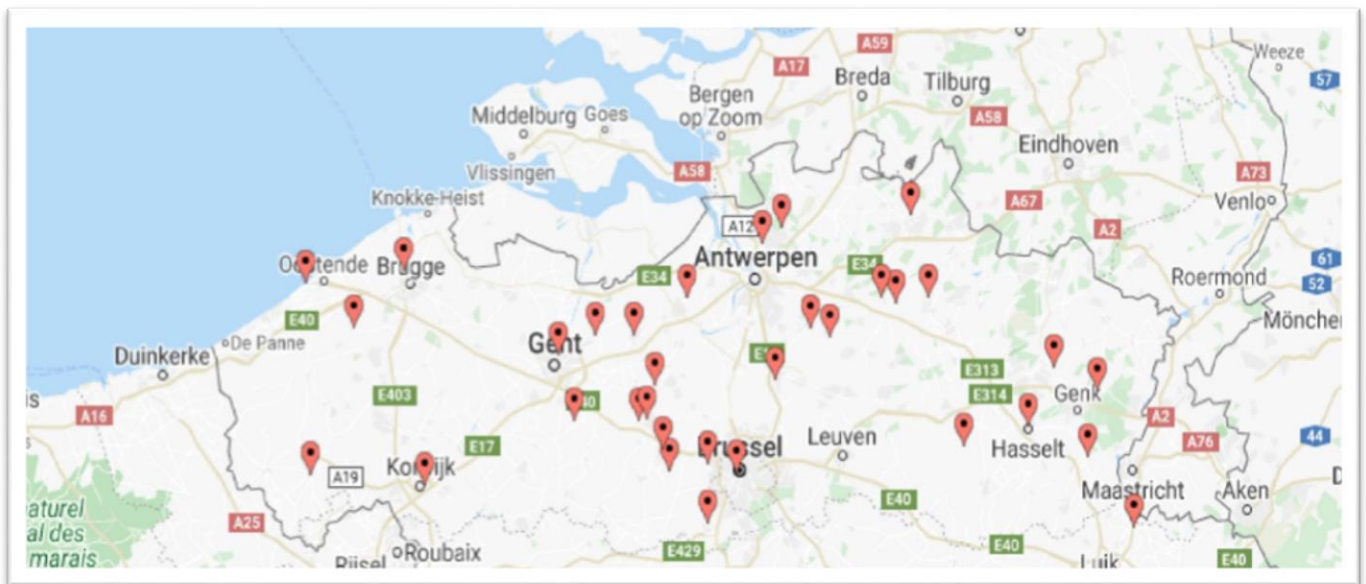 A59
Weeze
A17
57
Breda
Tilburg
Bergen
op Zoom
A58
Middelburg
Goes
Eindhoven
Vlissingen
A58
A73
Knokke-Heist
A67
Venlo
A12
A2
Antwerpen
61
Brugge
E34
E34
Roermond
52
E40
De Panne
Gent
Duinkerke
E313
E403
E314
Genk
A16
A2
44
E17
Brussel
Leuven
A76
Hasselt
A19
Maastricht
Aken
E40
aturel
al des
marais
A25
Roubaix
E429
E40
E40